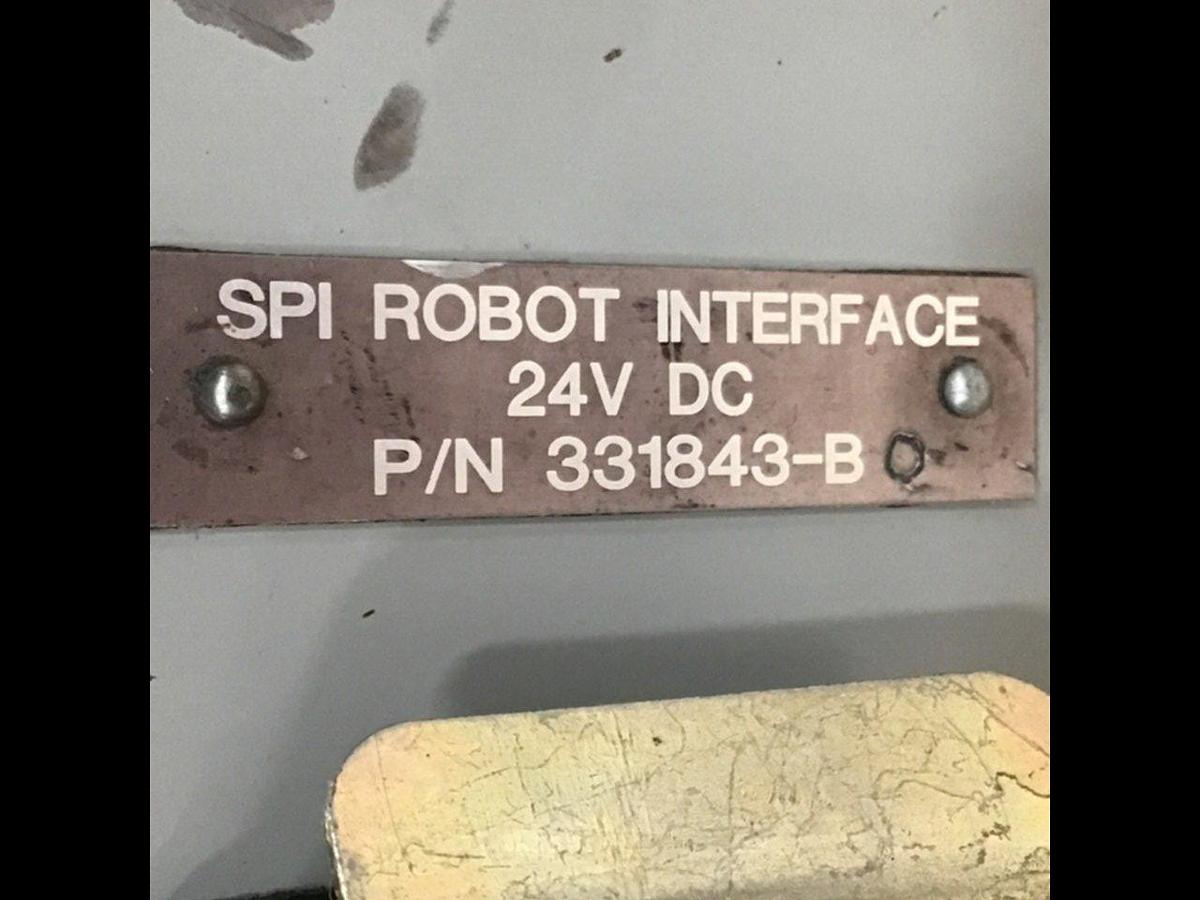 SPI ROBOT INTERFACE
24V DC
P/N 331843-B